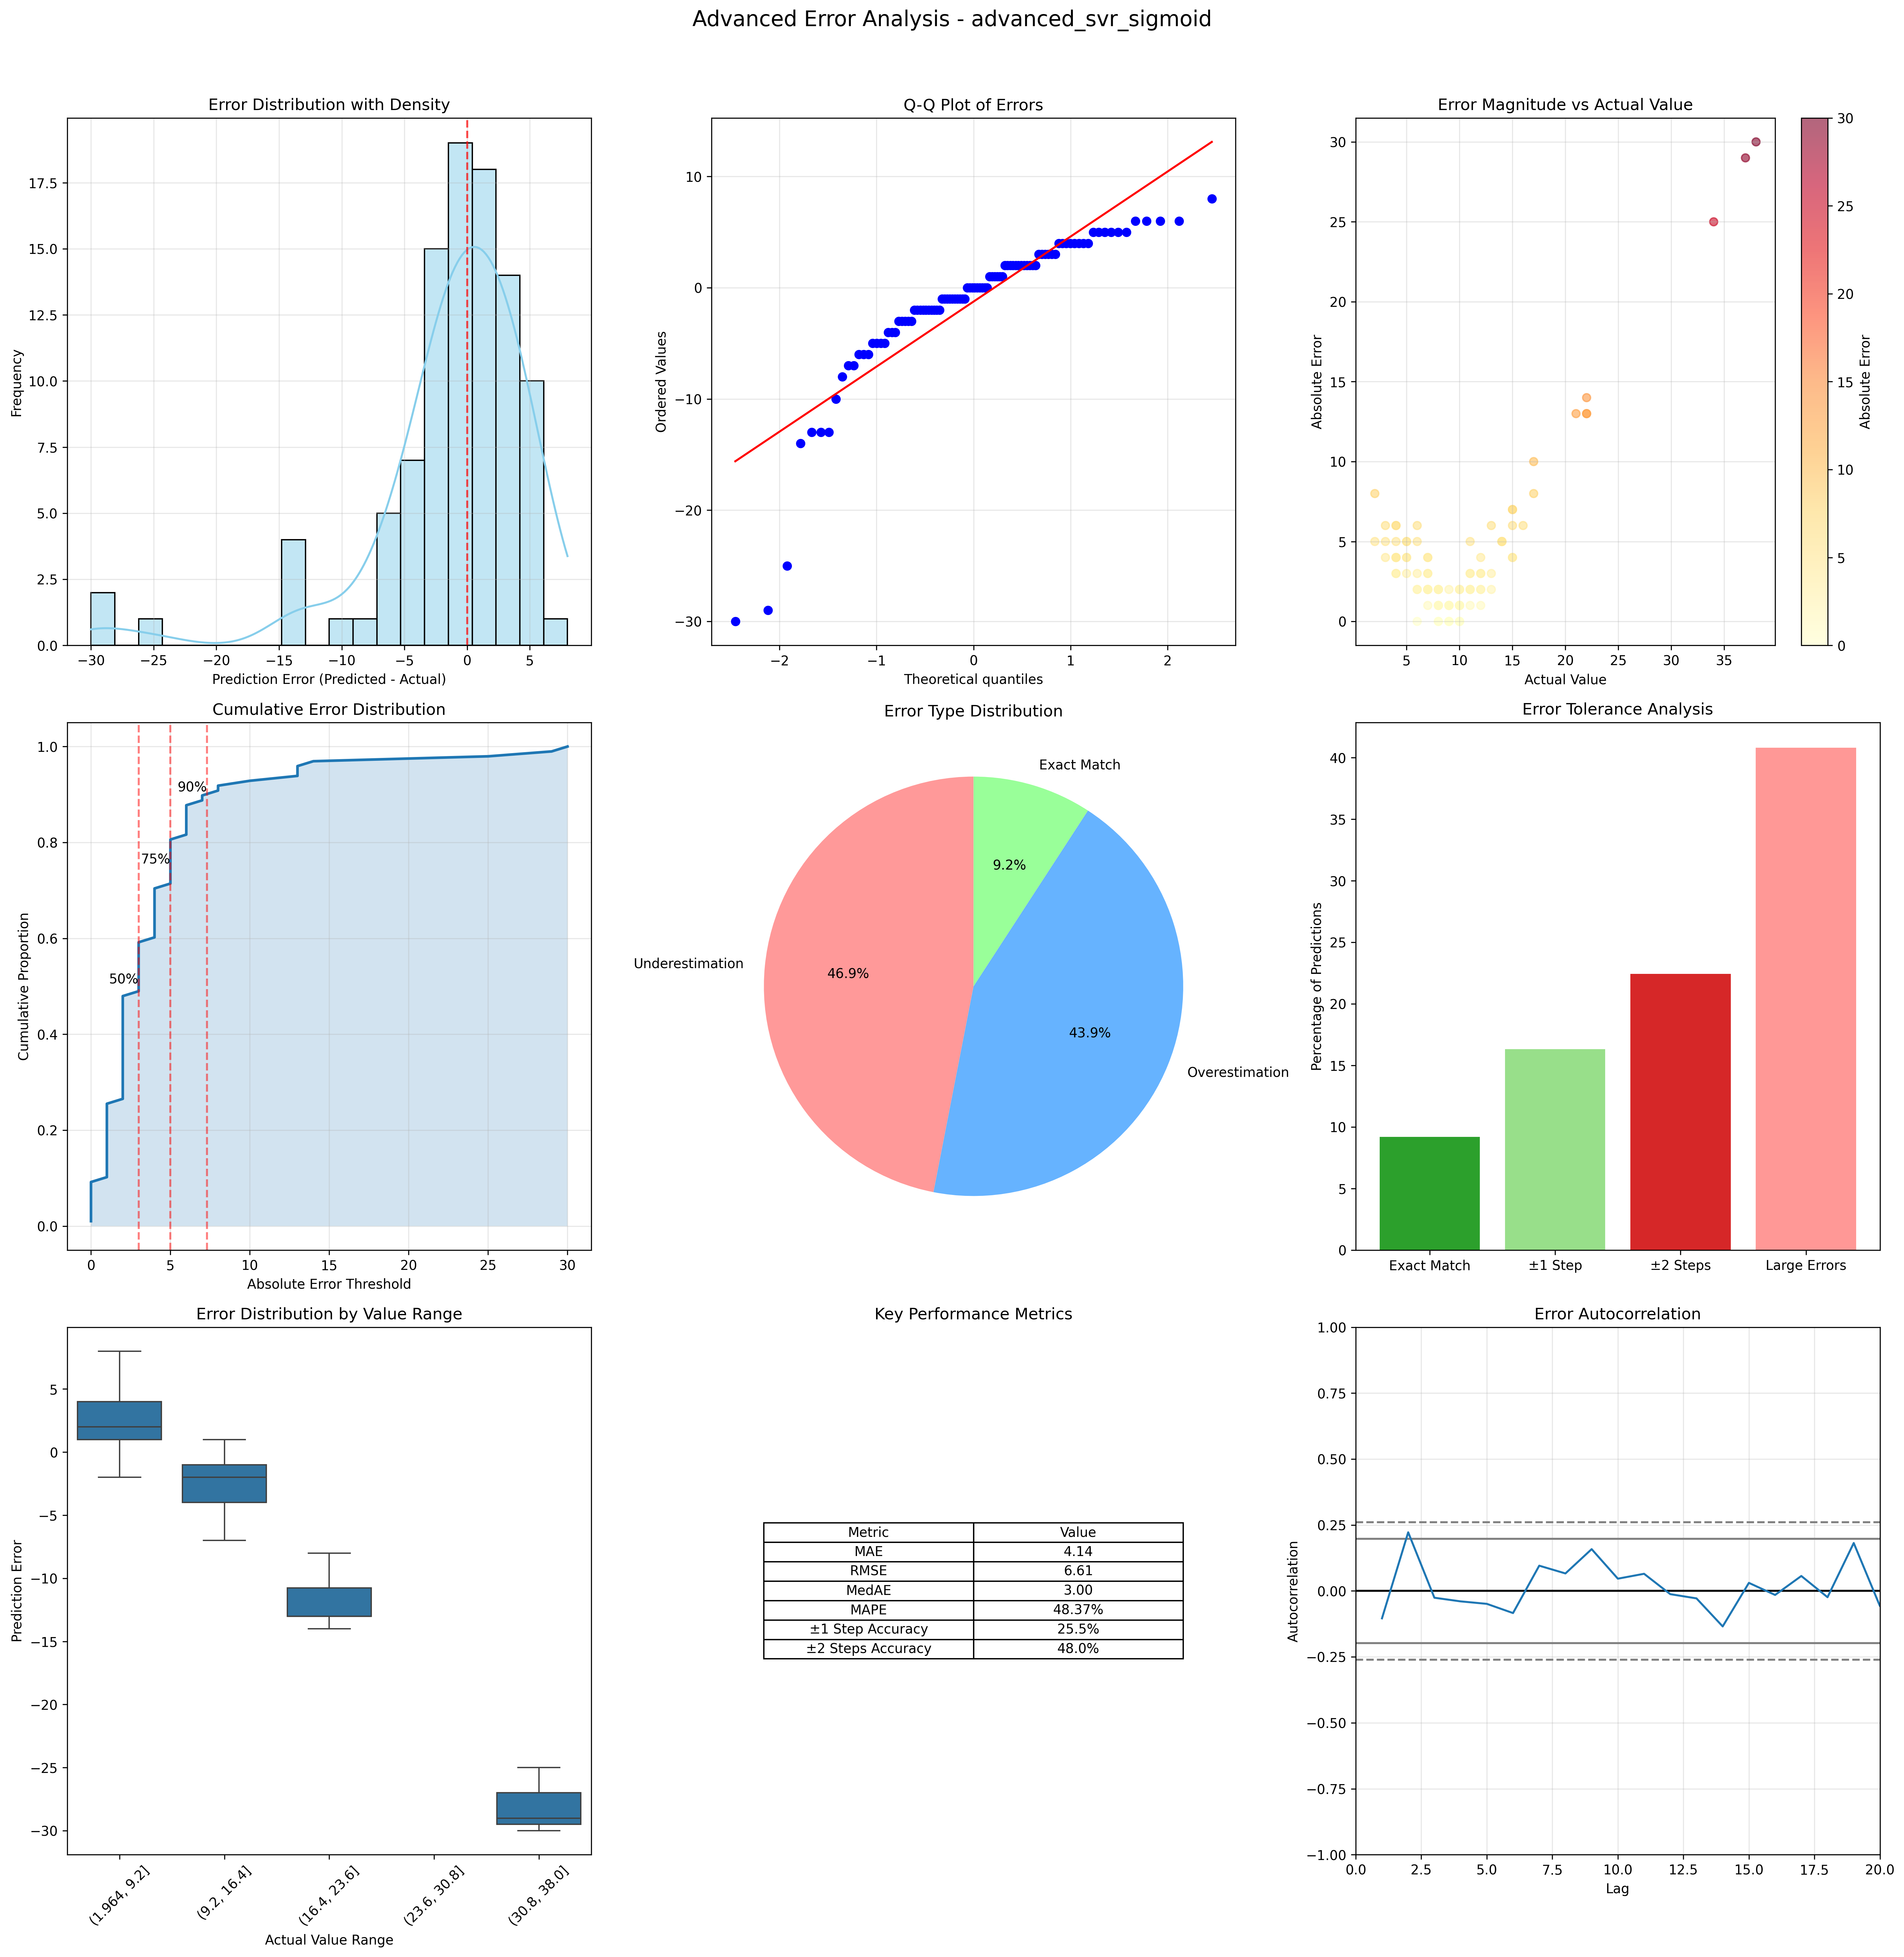 Advanced Error Analysis - advanced_svr_sigmoid
Error Distribution with Density
Frequency
17.5
15.0
12.5
10.0
7.5
5.0
2.5
0.0
−30 −25 −20 −15 −10 −5 0 5
Prediction Error (Predicted - Actual)
Q-Q Plot of Errors
Ordered Values
10
0
−10
−20
−30
−2 −1 0 1 2
Theoretical quantiles
Error Magnitude vs Actual Value
Absolute Error
30
25
20
15
10
5
0
5 10 15 20 25 30 35
Actual Value
30
25
20
15
10
5
0
Absolute Error
Cumulative Error Distribution
Cumulative Proportion
1.0
0.8
0.6
0.4
0.2
0.0
90%
75%
50%
0 5 10 15 20 25 30
Absolute Error Threshold
Error Type Distribution
Exact Match
9.2%
Underestimation
46.9%
43.9%
Overestimation
Error Tolerance Analysis
Percentage of Predictions
40
35
30
25
20
15
10
5
0
Exact Match ±1 Step ±2 Steps Large Errors
Error Distribution by Value Range
Prediction Error
5
0
−5
−10
−15
−20
−25
−30
(1.964, 9.2] (9.2, 16.4] (16.4, 23.6] (23.6, 30.8] (30.8, 38.0]
Actual Value Range
Key Performance Metrics
Metric Value
MAE 4.14
RMSE 6.61
MedAE 3.00
MAPE 48.37%
±1 Step Accuracy 25.5%
±2 Steps Accuracy 48.0%
Error Autocorrelation
Autocorrelation
1.00
0.75
0.50
0.25
0.00
−0.25
−0.50
−0.75
−1.00
0.0 2.5 5.0 7.5 10.0 12.5 15.0 17.5 20.0
Lag